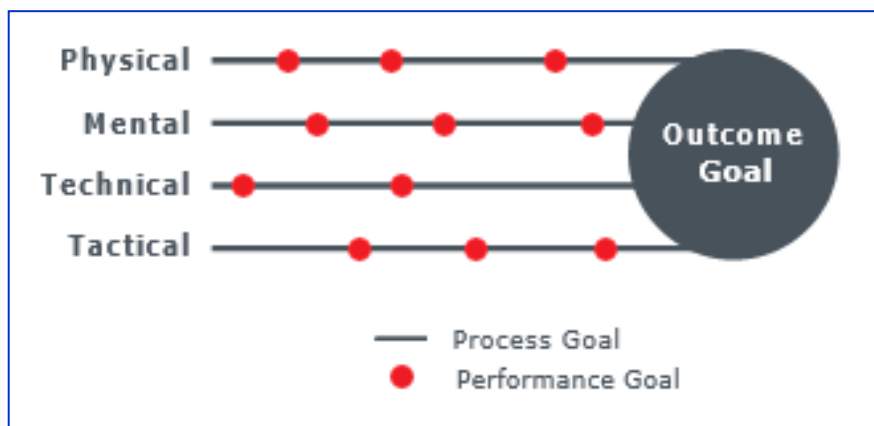 Physical
Mental
Technical
Tactical
Outcome
Goal
Process Goal
Performance Goal